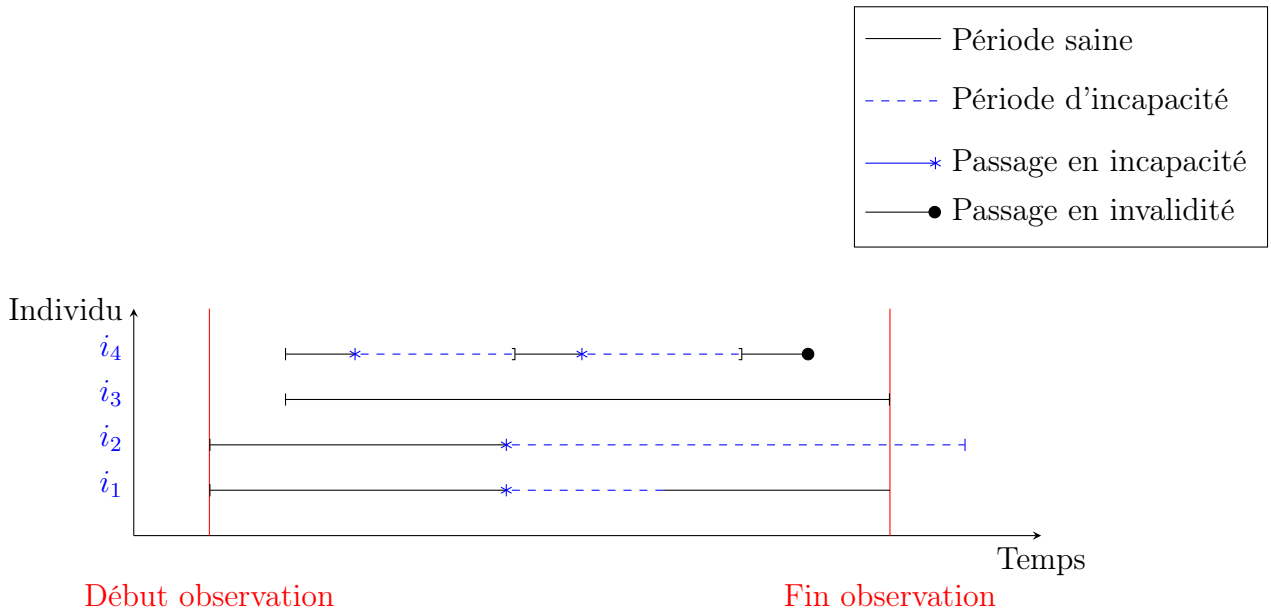 Période saine
Période d'incapacité
Passage en incapacité
Passage en invalidité
Individu
i4
i3
i2
i1
Temps
Début observation
Fin observation